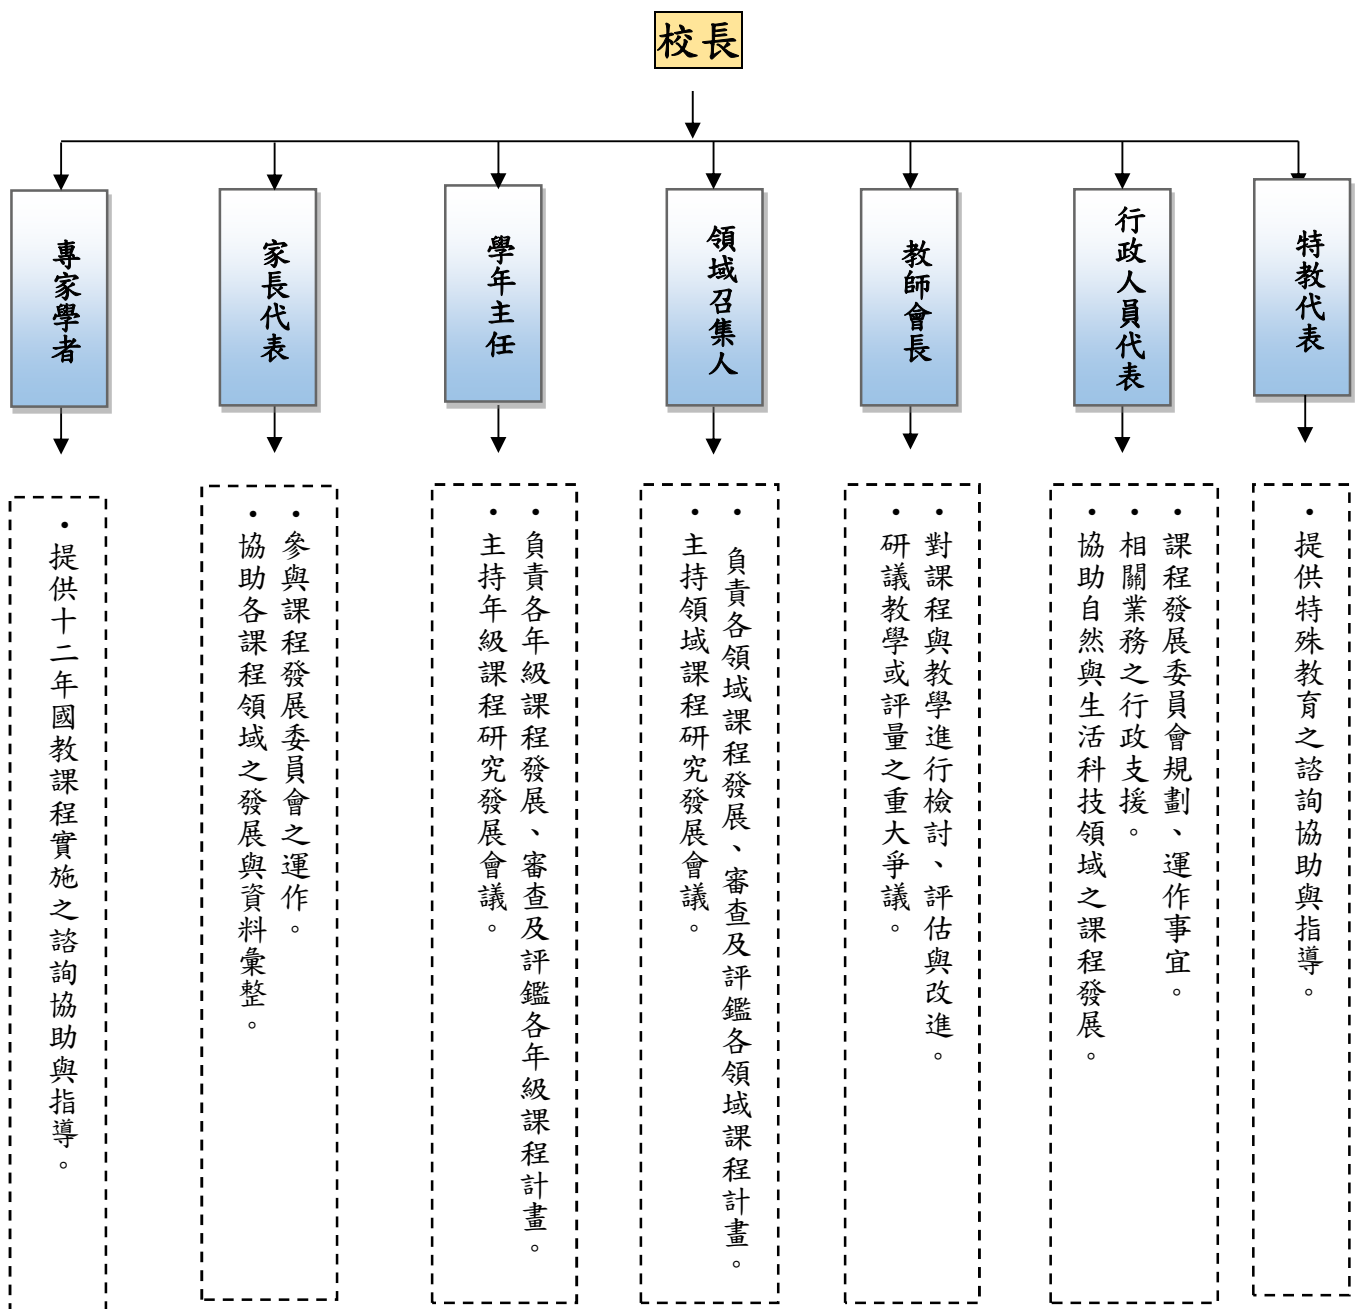 校長
特教代表
行政人員代表
教師會長
領域召集人
學年主任
家長代表
專家學者
•提供特殊教育之諮詢協助與指導。
•課程發展委員會規劃、運作事宜。
•相關業務之行政支援。
•協助自然與生活科技領域之課程發展。
•對課程與教學進行檢討、評估與改進。
•研議教學或評量之重大爭議。
•負責各領域課程發展、審查及評鑑各領域課程計畫。
•主持領域課程研究發展會議。
•負責各年級課程發展、審查及評鑑各年級課程計畫。
•主持年級課程研究發展會議。
•參與課程發展委員會之運作。
•協助各課程領域之發展與資料彙整。
•提供十二年國教課程實施之諮詢協助與指導。